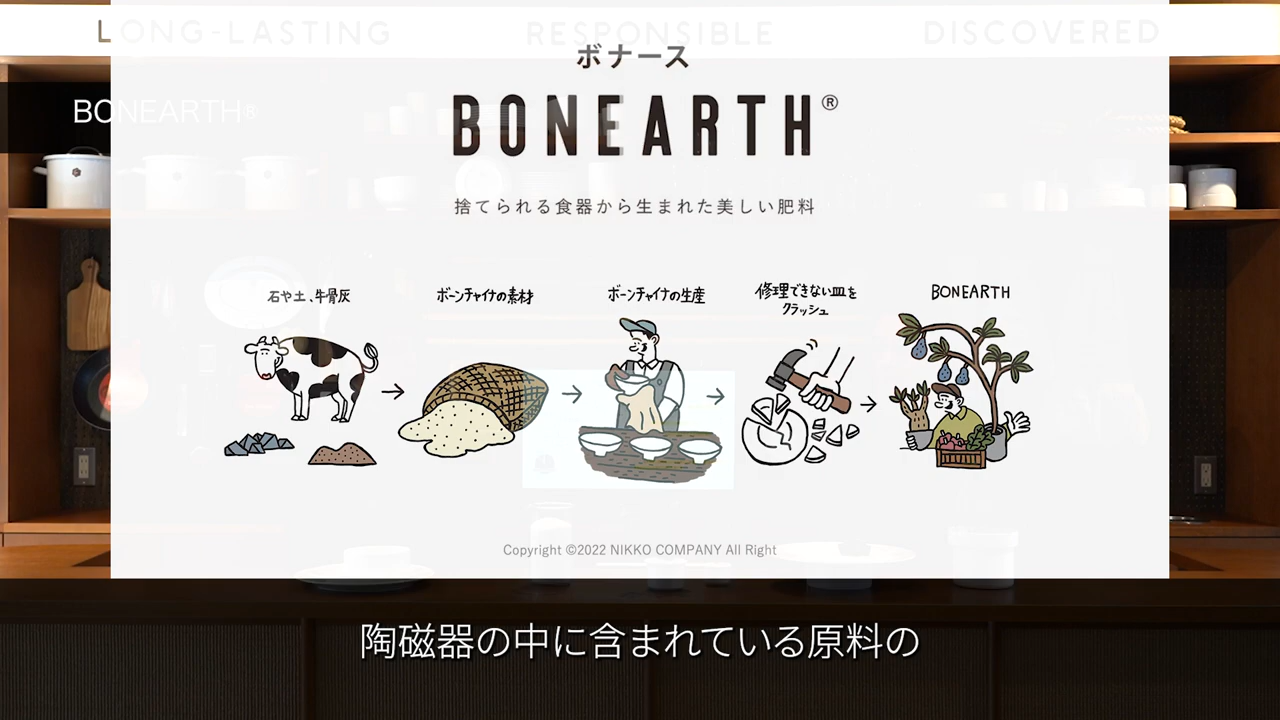 LONG-LASTING
RESPONSIBLE
DISCOVERED
BONEARTH®
ボナース
BONEARTH®
捨てられる食器から生まれた美しい肥料
石や土、牛骨灰
ボーンチャイナの素材
ボーンチャイナの生産
修理できない皿を
クラッシュ
BONEARTH
Copyright ©2022 NIKKO COMPANY All Right
陶磁器の中に含まれている原料の